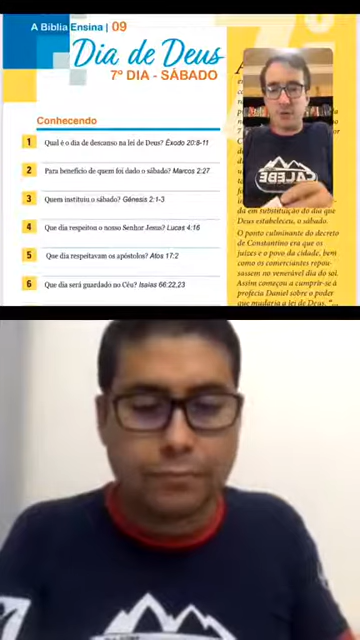 A Bíblia Ensina | 09
Dia de Deus
7º DIA - SÁBADO
7º
Conhecendo
1 Qual é o dia de descanso na lei de Deus? Êxodo 20:8-11
2 Para benefício de quem foi dado o sábado? Marcos 2:27
3 Quem instituiu o sábado? Gênesis 2:1-3
4 Que dia respeitou o nosso Senhor Jesus? Lucas 4:16
5 Que dia respeitavam os apóstolos? Atos 17:2
6 Que dia será guardado no Céu? Isaías 66:22,23
da em substituição do dia que
Deus estabeleceu, o sábado.
O ponto culminante do decreto
de Constantino era que os
juízes e o povo da cidade, bem
como os comerciantes repou-
sassem no venerável dia do sol.
Assim começou a cumprir-se a
profecia Daniel sobre o poder
que mudaria a lei de Deus. "...
CALEBE